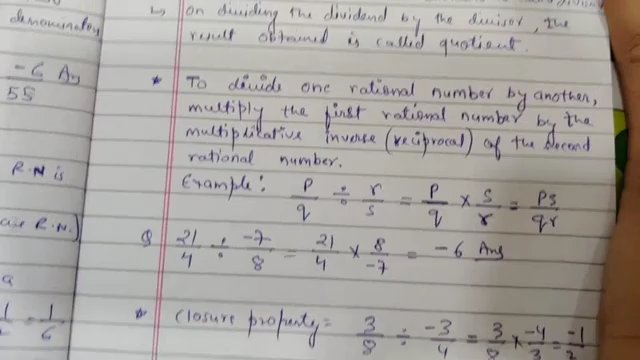 denominator
-6 Ans
55
R.N is
R.N.)
1/ = 1/6
↳ on dividing the dividend by the divisor, the
result obtained is called quotient.
* To divide one rational number by another,
multiply the first rational number by the
multiplicative inverse (reciprocal) of the second
rational number.
Example: p/q ÷ r/s = p/q × s/r = ps/qr
Q 21/4 ÷ -7/8 = 21/4 × 8/-7 = -6 Ans
* Closure property = 3/8 ÷ -3/4 = 3/8 × -4/3 = -1/2